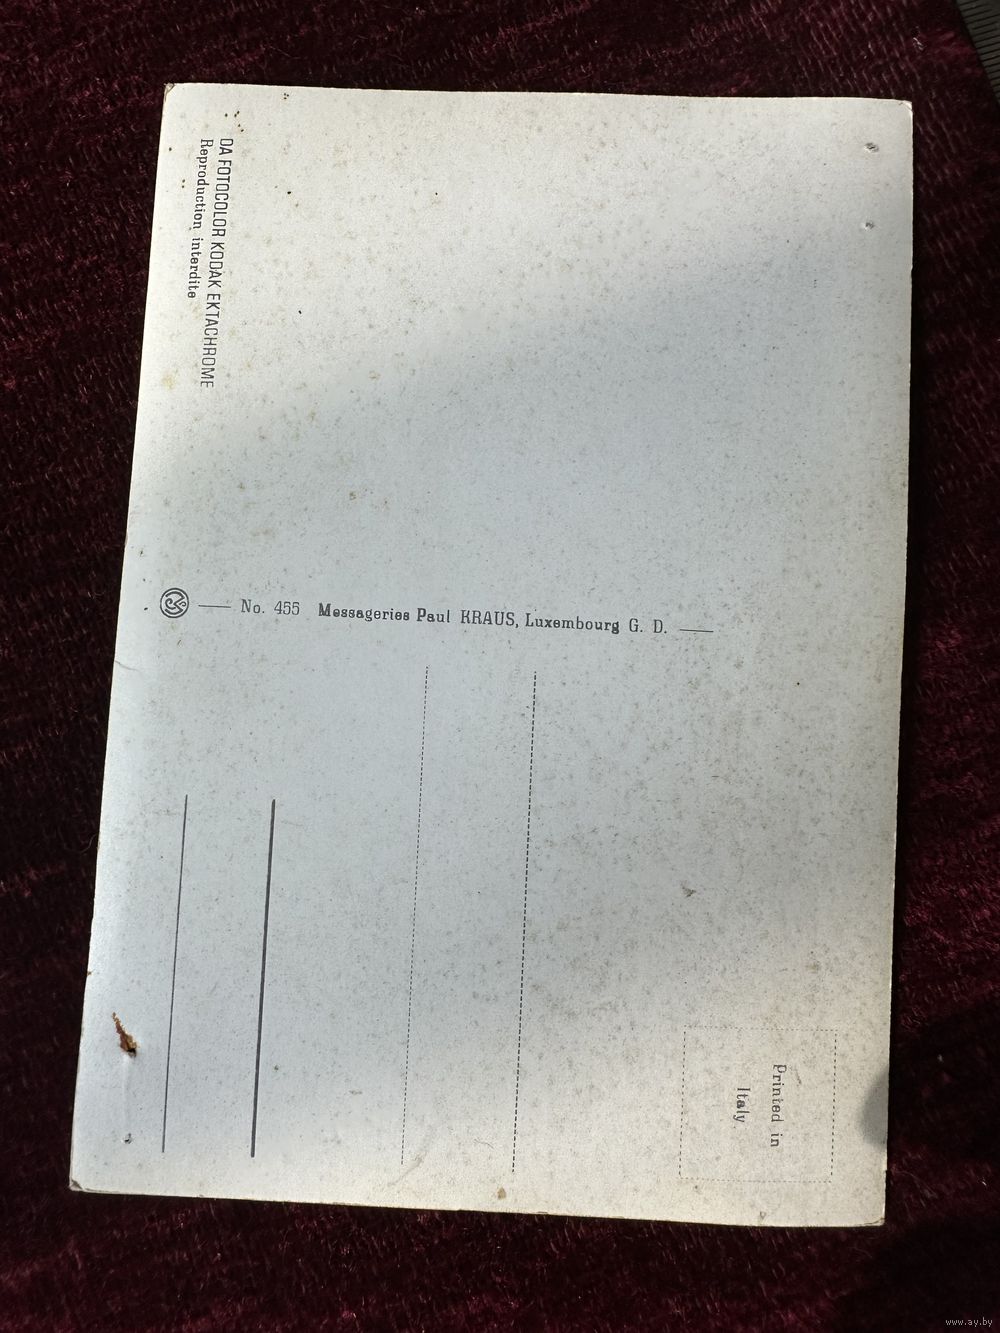 DA FOTOCOLOR KODAK EKTACHROME
Reproduction interdite
No. 455 Messageries Paul KRAUS, Luxembourg G. D.
Printed in
Italy
www.ay.by